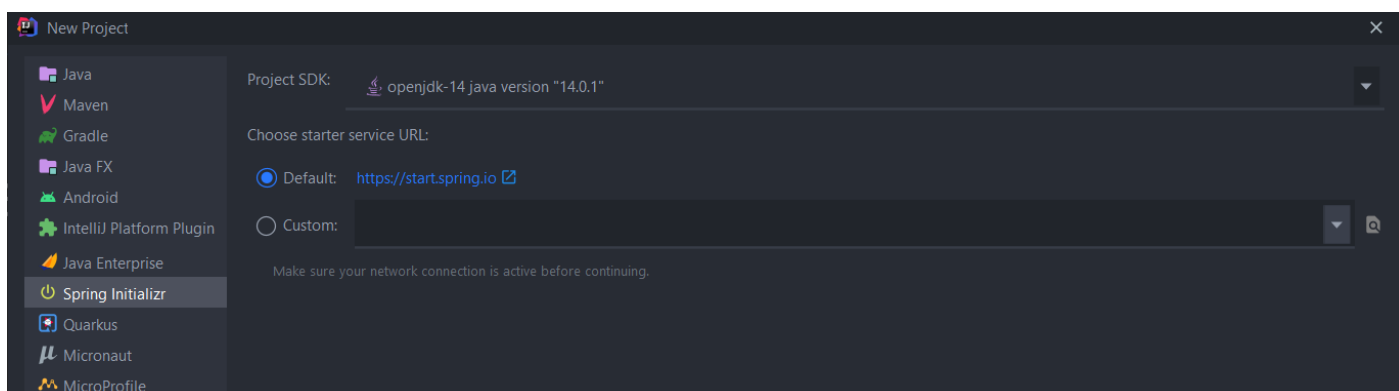 New Project
Java
Maven
Gradle
Java FX
Android
IntelliJ Platform Plugin
Java Enterprise
Spring Initializr
Quarkus
Micronaut
MicroProfile
Project SDK:
openjdk-14 java version "14.0.1"
Choose starter service URL:
Default: https://start.spring.io
Custom:
Make sure your network connection is active before continuing.